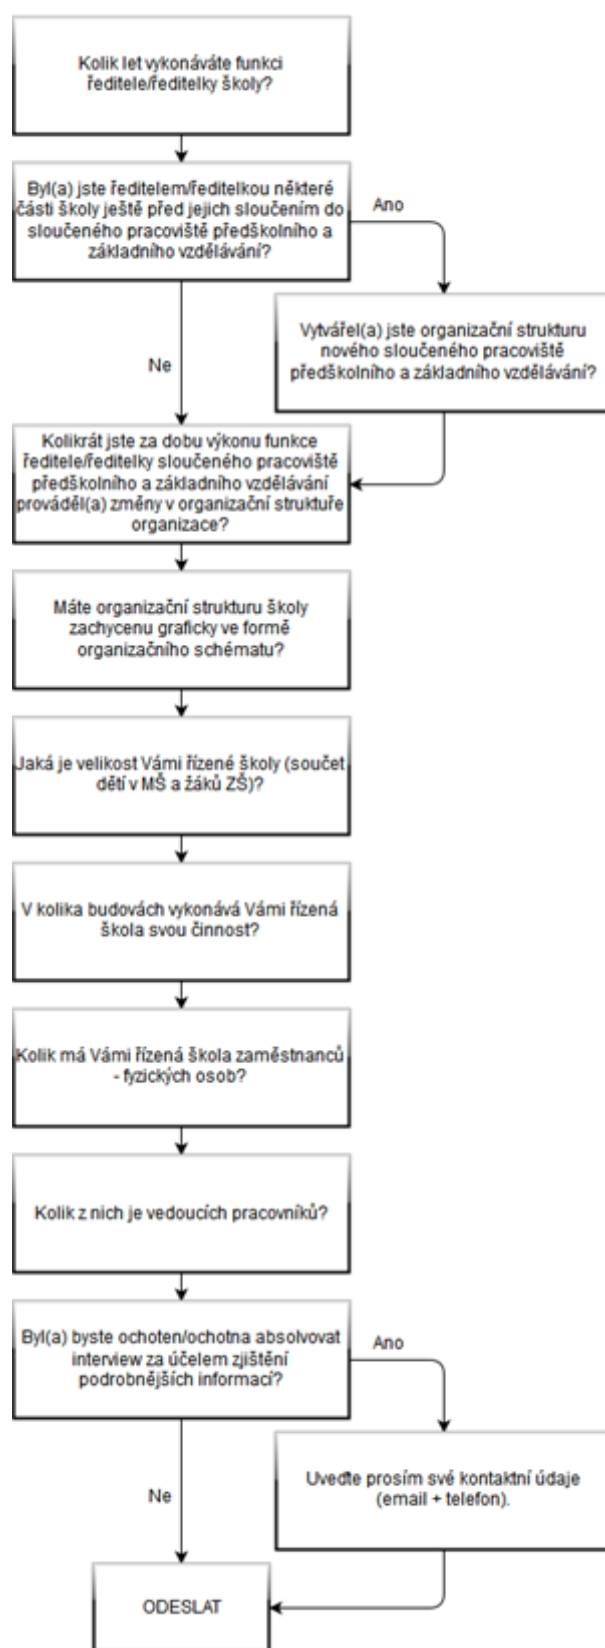 Kolik let vykonáváte funkci
ředitele/ředitelky školy?
Byl(a) jste ředitelem/ředitelkou některé
části školy ještě před jejich sloučením do
sloučeného pracoviště předškolního a
základního vzdělávání?
Ano
Vytvářel(a) jste organizační strukturu
nového sloučeného pracoviště
předškolního a základního vzdělávání?
Ne
Kolikrát jste za dobu výkonu funkce
ředitele/ředitelky sloučeného pracoviště
předškolního a základního vzdělávání
prováděl(a) změny v organizační struktuře
organizace?
Máte organizační strukturu školy
zachycenu graficky ve formě
organizačního schématu?
Jaká je velikost Vámi řízené školy (součet
dětí v MŠ a žáků ZŠ)?
V kolika budovách vykonává Vámi řízená
škola svou činnost?
Kolik má Vámi řízená škola zaměstnanců
- fyzických osob?
Kolik z nich je vedoucích pracovníků?
Byl(a) byste ochoten/ochotna absolvovat
interview za účelem zjištění
podrobnějších informací?
Ano
Uveďte prosím své kontaktní údaje
(email + telefon).
Ne
ODESLAT